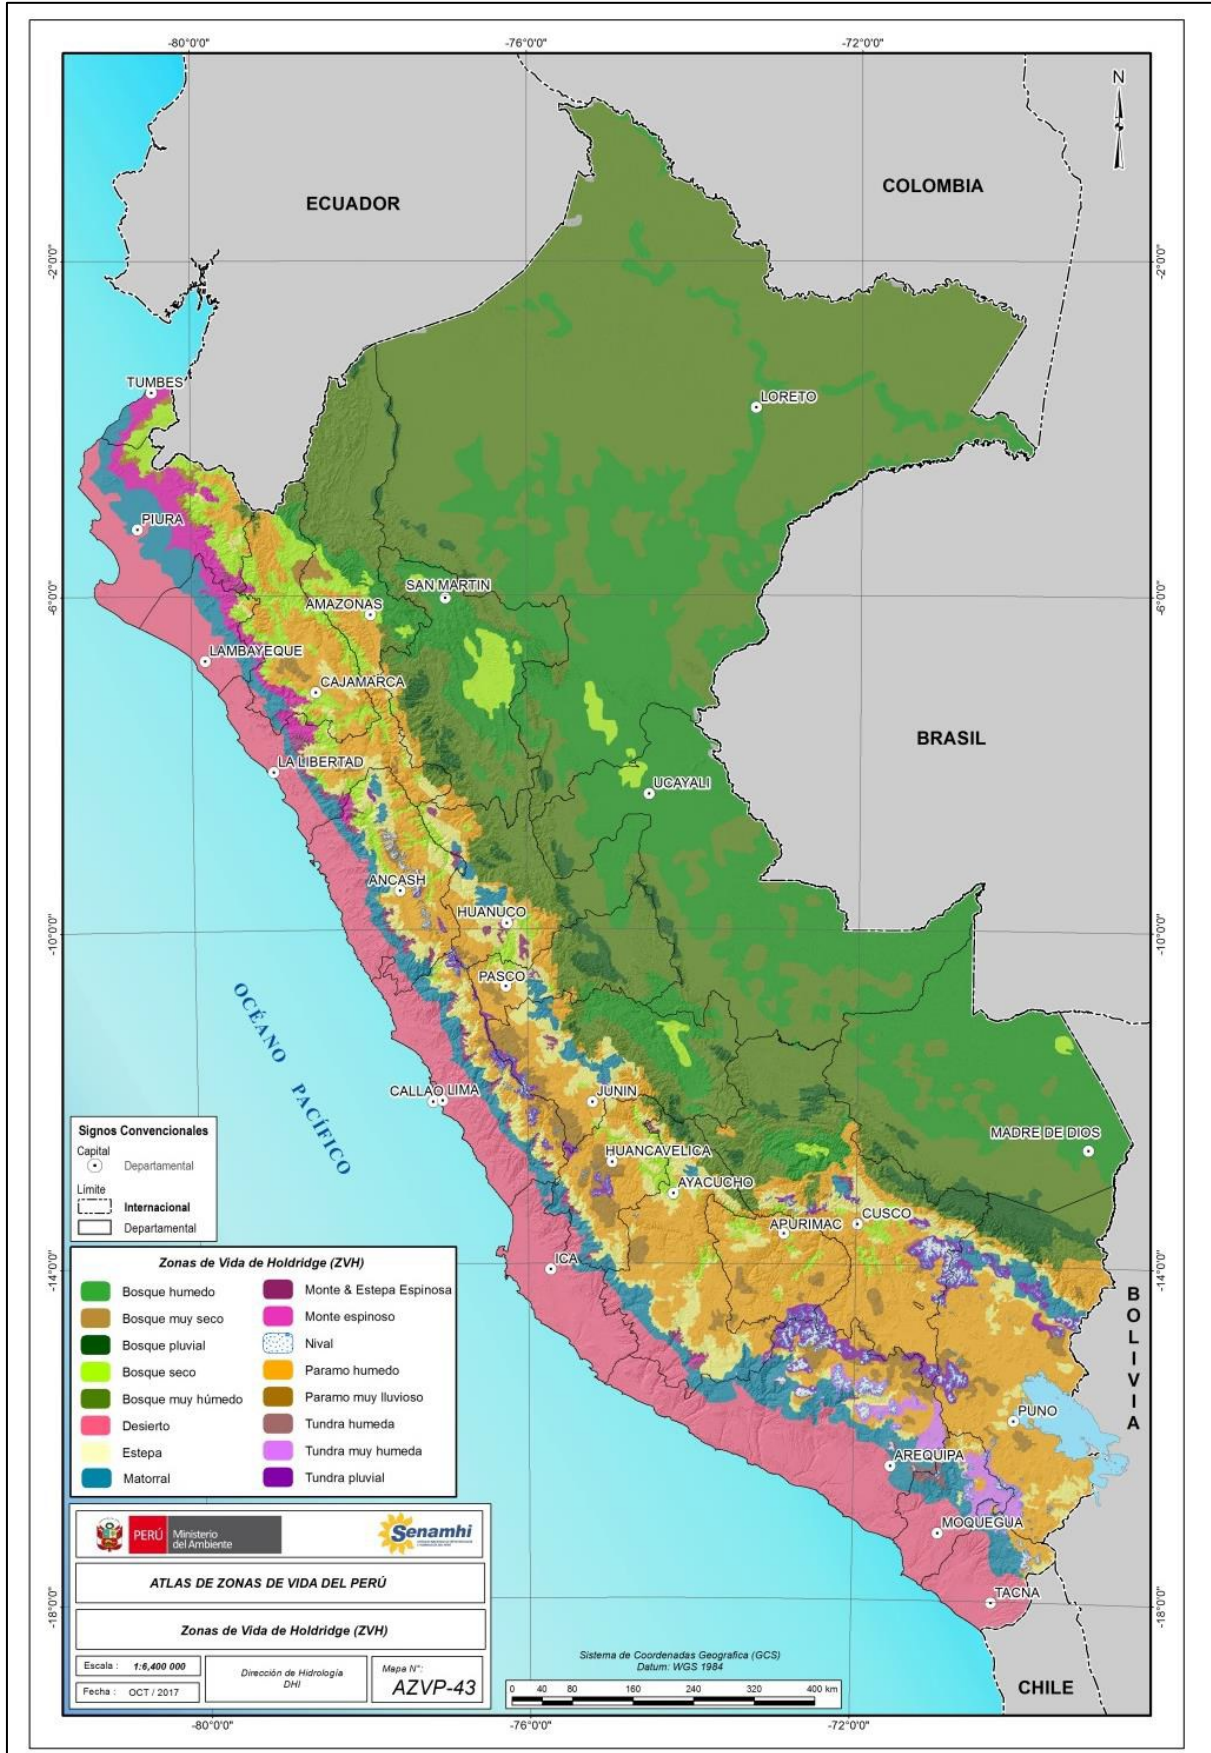 -80°0'0"
-76°0'0"
-72°0'0"
N
COLOMBIA
ECUADOR
-2°0'0"
-2°0'0"
TUMBES
LORETO
PIURA
SAN MARTIN
-6°0'0"
-6°0'0"
AMAZONAS
LAMBAYEQUE
CAJAMARCA
BRASIL
LA LIBERTAD
UCAYALI
ANCASH
HUANUCO
-10°0'0"
-10°0'0"
PASCO
OCÉANO PACÍFICO
CALLAO LIMA
JUNIN
MADRE DE DIOS
HUANCAVELICA
AYACUCHO
APURIMAC
CUSCO
ICA
-14°0'0"
-14°0'0"
BOLIVIA
PUNO
AREQUIPA
MOQUEGUA
TACNA
-18°0'0"
-18°0'0"
CHILE
Signos Convencionales
Capital
Departamental
Límite
Internacional
Departamental
Zonas de Vida de Holdridge (ZVH)
Bosque humedo
Bosque muy seco
Bosque pluvial
Bosque seco
Bosque muy húmedo
Desierto
Estepa
Matorral
Monte & Estepa Espinosa
Monte espinoso
Nival
Paramo humedo
Paramo muy lluvioso
Tundra humeda
Tundra muy humeda
Tundra pluvial
PERÚ
Ministerio
del Ambiente
Senamhi
ATLAS DE ZONAS DE VIDA DEL PERÚ
Zonas de Vida de Holdridge (ZVH)
Escala : 1:6,400 000
Fecha : OCT / 2017
Dirección de Hidrología
DHI
Mapa N°:
AZVP-43
Sistema de Coordenadas Geografica (GCS)
Datum: WGS 1984
0 40 80 160 240 320 400 km
-80°0'0"
-76°0'0"
-72°0'0"